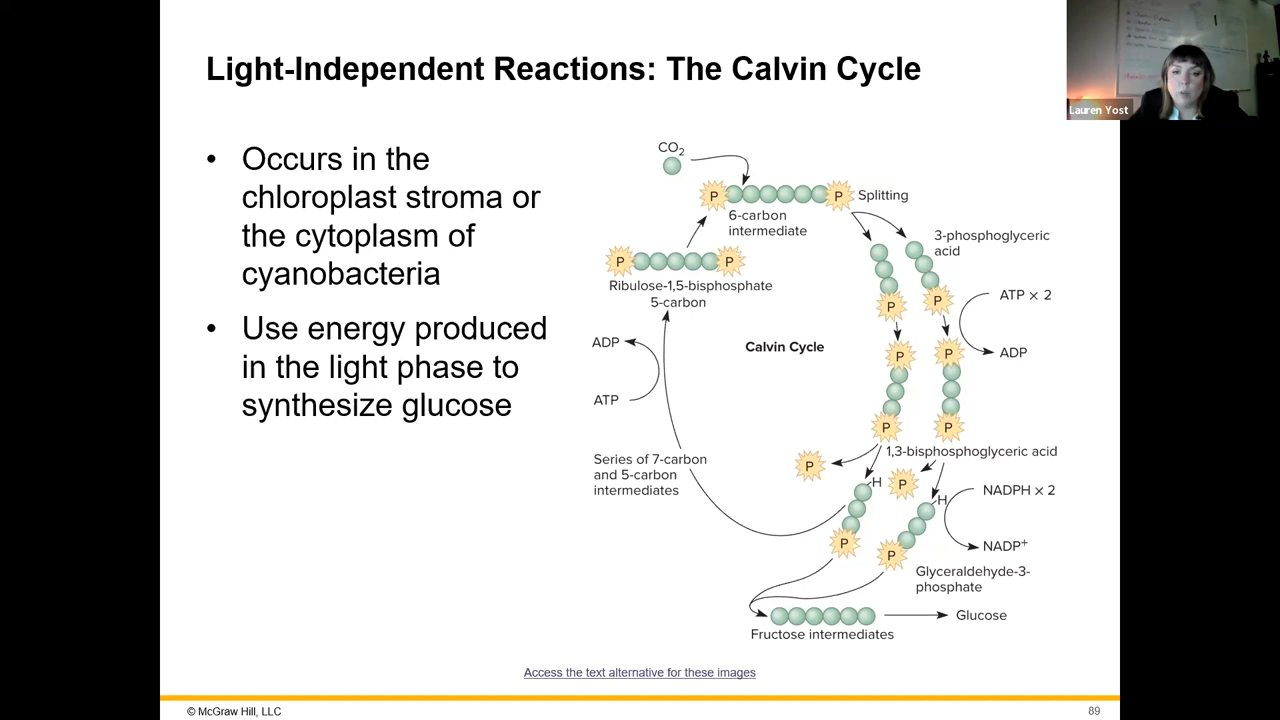 Light-Independent Reactions: The Calvin Cycle
Lauren Yost
• Occurs in the
chloroplast stroma or
the cytoplasm of
cyanobacteria
• Use energy produced
in the light phase to
synthesize glucose
CO₂
P
P
Splitting
6-carbon
intermediate
P
P
Ribulose-1,5-bisphosphate
5-carbon
3-phosphoglyceric
acid
P
P
ATP × 2
ADP
Calvin Cycle
ADP
ATP
P
P
P
P
1,3-bisphosphoglyceric acid
Series of 7-carbon
and 5-carbon
intermediates
P
P
H
H
NADPH × 2
NADP⁺
P
P
Glyceraldehyde-3-
phosphate
Fructose intermediates
Glucose
Access the text alternative for these images
© McGraw Hill, LLC
89